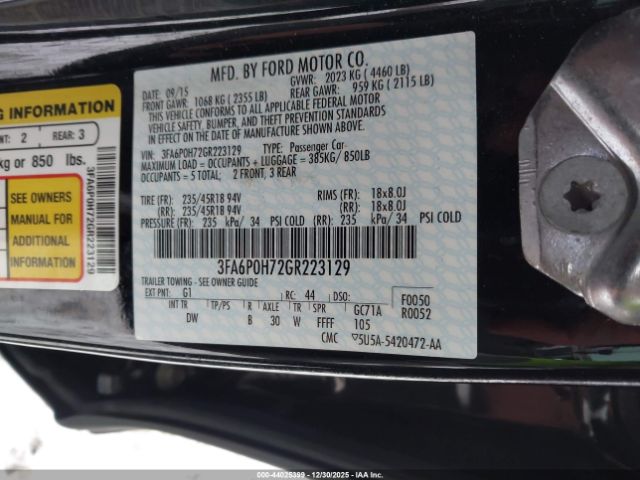 NG INFORMATION
NT: 2 REAR: 3
kg or 850 lbs.
SEE OWNERS
MANUAL FOR
ADDITIONAL
INFORMATION
3FA6P0H72GR223129
MFD. BY FORD MOTOR CO.
DATE: 09/15 GVWR: 2023 KG ( 4460 LB)
FRONT GAWR: 1068 KG ( 2355 LB) REAR GAWR: 959 KG ( 2115 LB)
THIS VEHICLE CONFORMS TO ALL APPLICABLE FEDERAL MOTOR
VEHICLE SAFETY, BUMPER, AND THEFT PREVENTION STANDARDS
IN EFFECT ON THE DATE OF MANUFACTURE SHOWN ABOVE.
VIN: 3FA6P0H72GR223129 TYPE: Passenger Car
MAXIMUM LOAD = OCCUPANTS + LUGGAGE = 385KG/ 850LB
OCCUPANTS = 5 TOTAL: 2 FRONT, 3 REAR
TIRE (FR): 235/45R18 94V RIMS (FR): 18x8.0J
(RR): 235/45R18 94V (RR): 18x8.0J
PRESSURE (FR): 235 kPa/ 34 PSI COLD (RR): 235 kPa/ 34 PSI COLD
3FA6P0H72GR223129
TRAILER TOWING - SEE OWNER GUIDE
EXT PNT: G1 RC: 44 DSO: F0050
INT TR TP/PS R AXLE TR SPR GC71A R0052
DW B 30 W FFFF 105
CMC ▽5U5A-5420472-AA
000-44025399 - 12/30/2025 - IAAI.COM